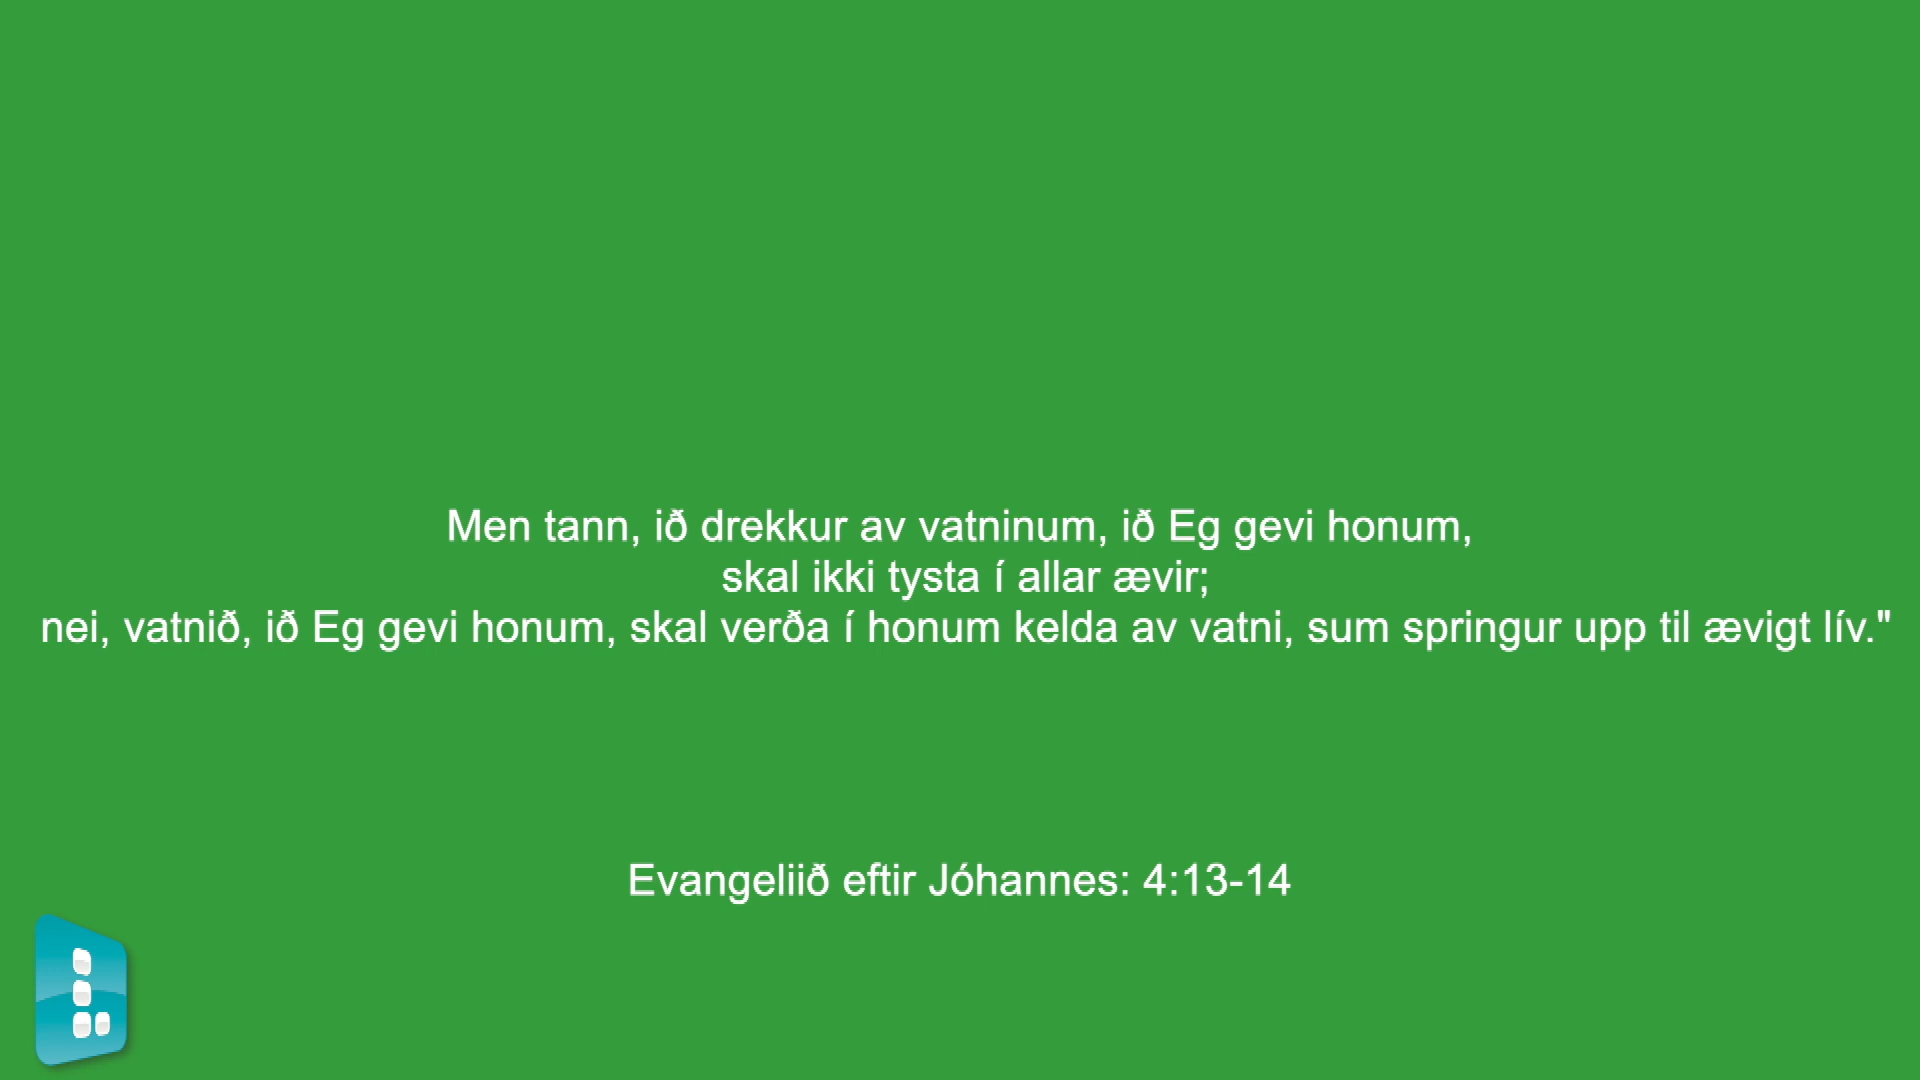 Men tann, ið drekkur av vatninum, ið Eg gevi honum,
skal ikki tysta í allar ævir;
nei, vatnið, ið Eg gevi honum, skal verða í honum kelda av vatni, sum springur upp til ævigt lív."
Evangeliið eftir Jóhannes: 4:13-14